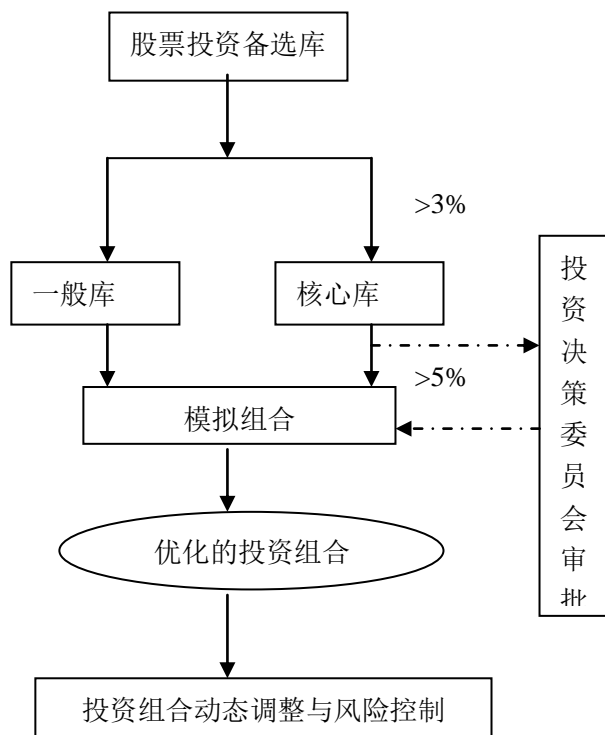 股票投资备选库
>3%
一般库
核心库
>5%
模拟组合
投资决策委员会审批
优化的投资组合
投资组合动态调整与风险控制